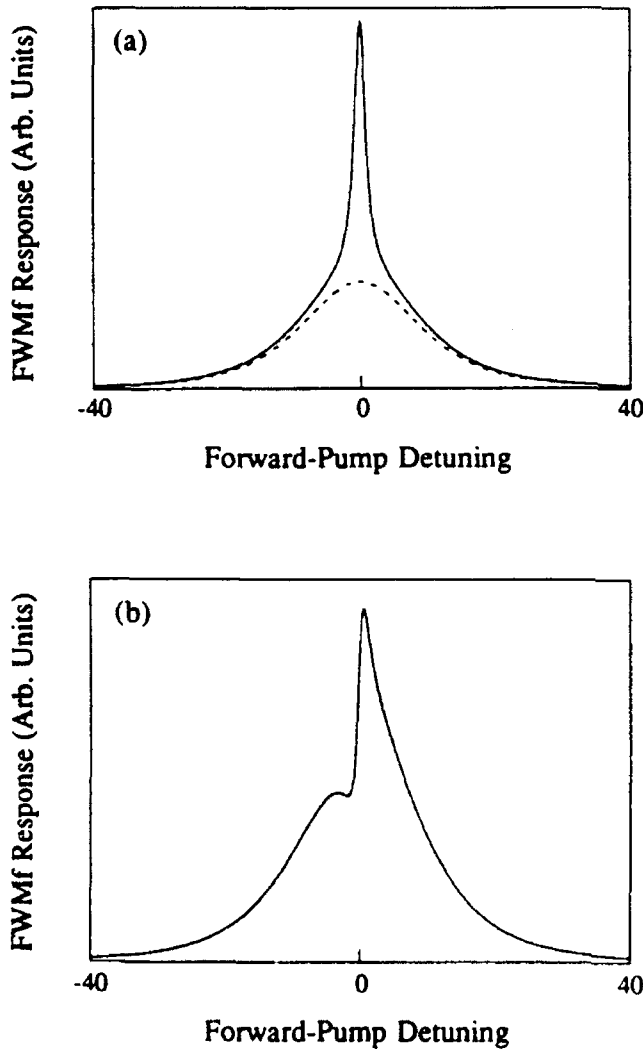 (a)
FWMf Response (Arb. Units)
-40 0 40
Forward-Pump Detuning
(b)
FWMf Response (Arb. Units)
-40 0 40
Forward-Pump Detuning